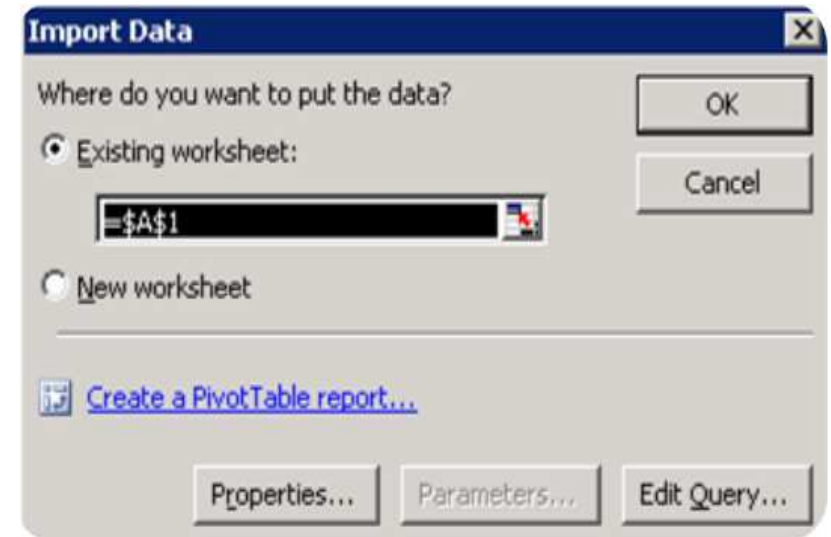 Import Data
Where do you want to put the data?
OK
Existing worksheet:
Cancel
=$A$1
New worksheet
Create a PivotTable report...
Properties...
Parameters...
Edit Query...